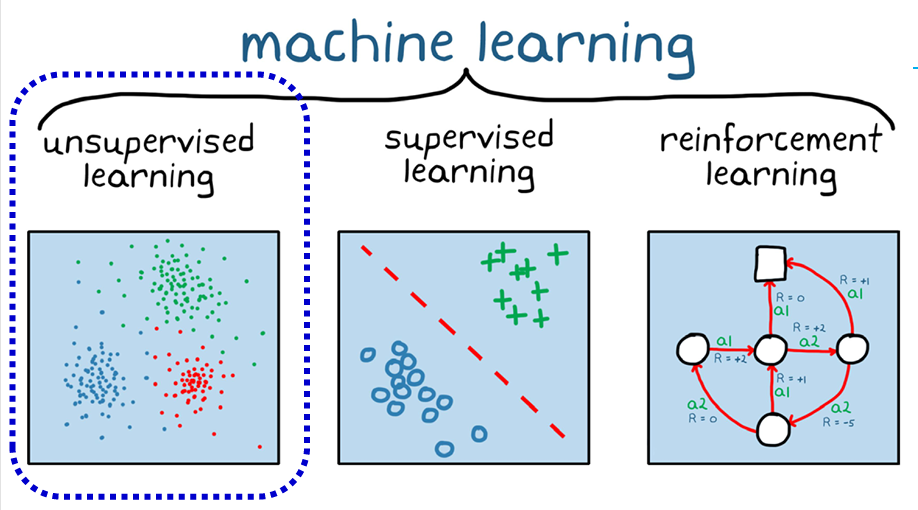 machine learning
unsupervised
learning
supervised
learning
reinforcement
learning
R = 0
a1
R = +1
a1
a1
R = +2
R = +2
a2
R = +1
a1
a2
R = 0
a2
R = -5